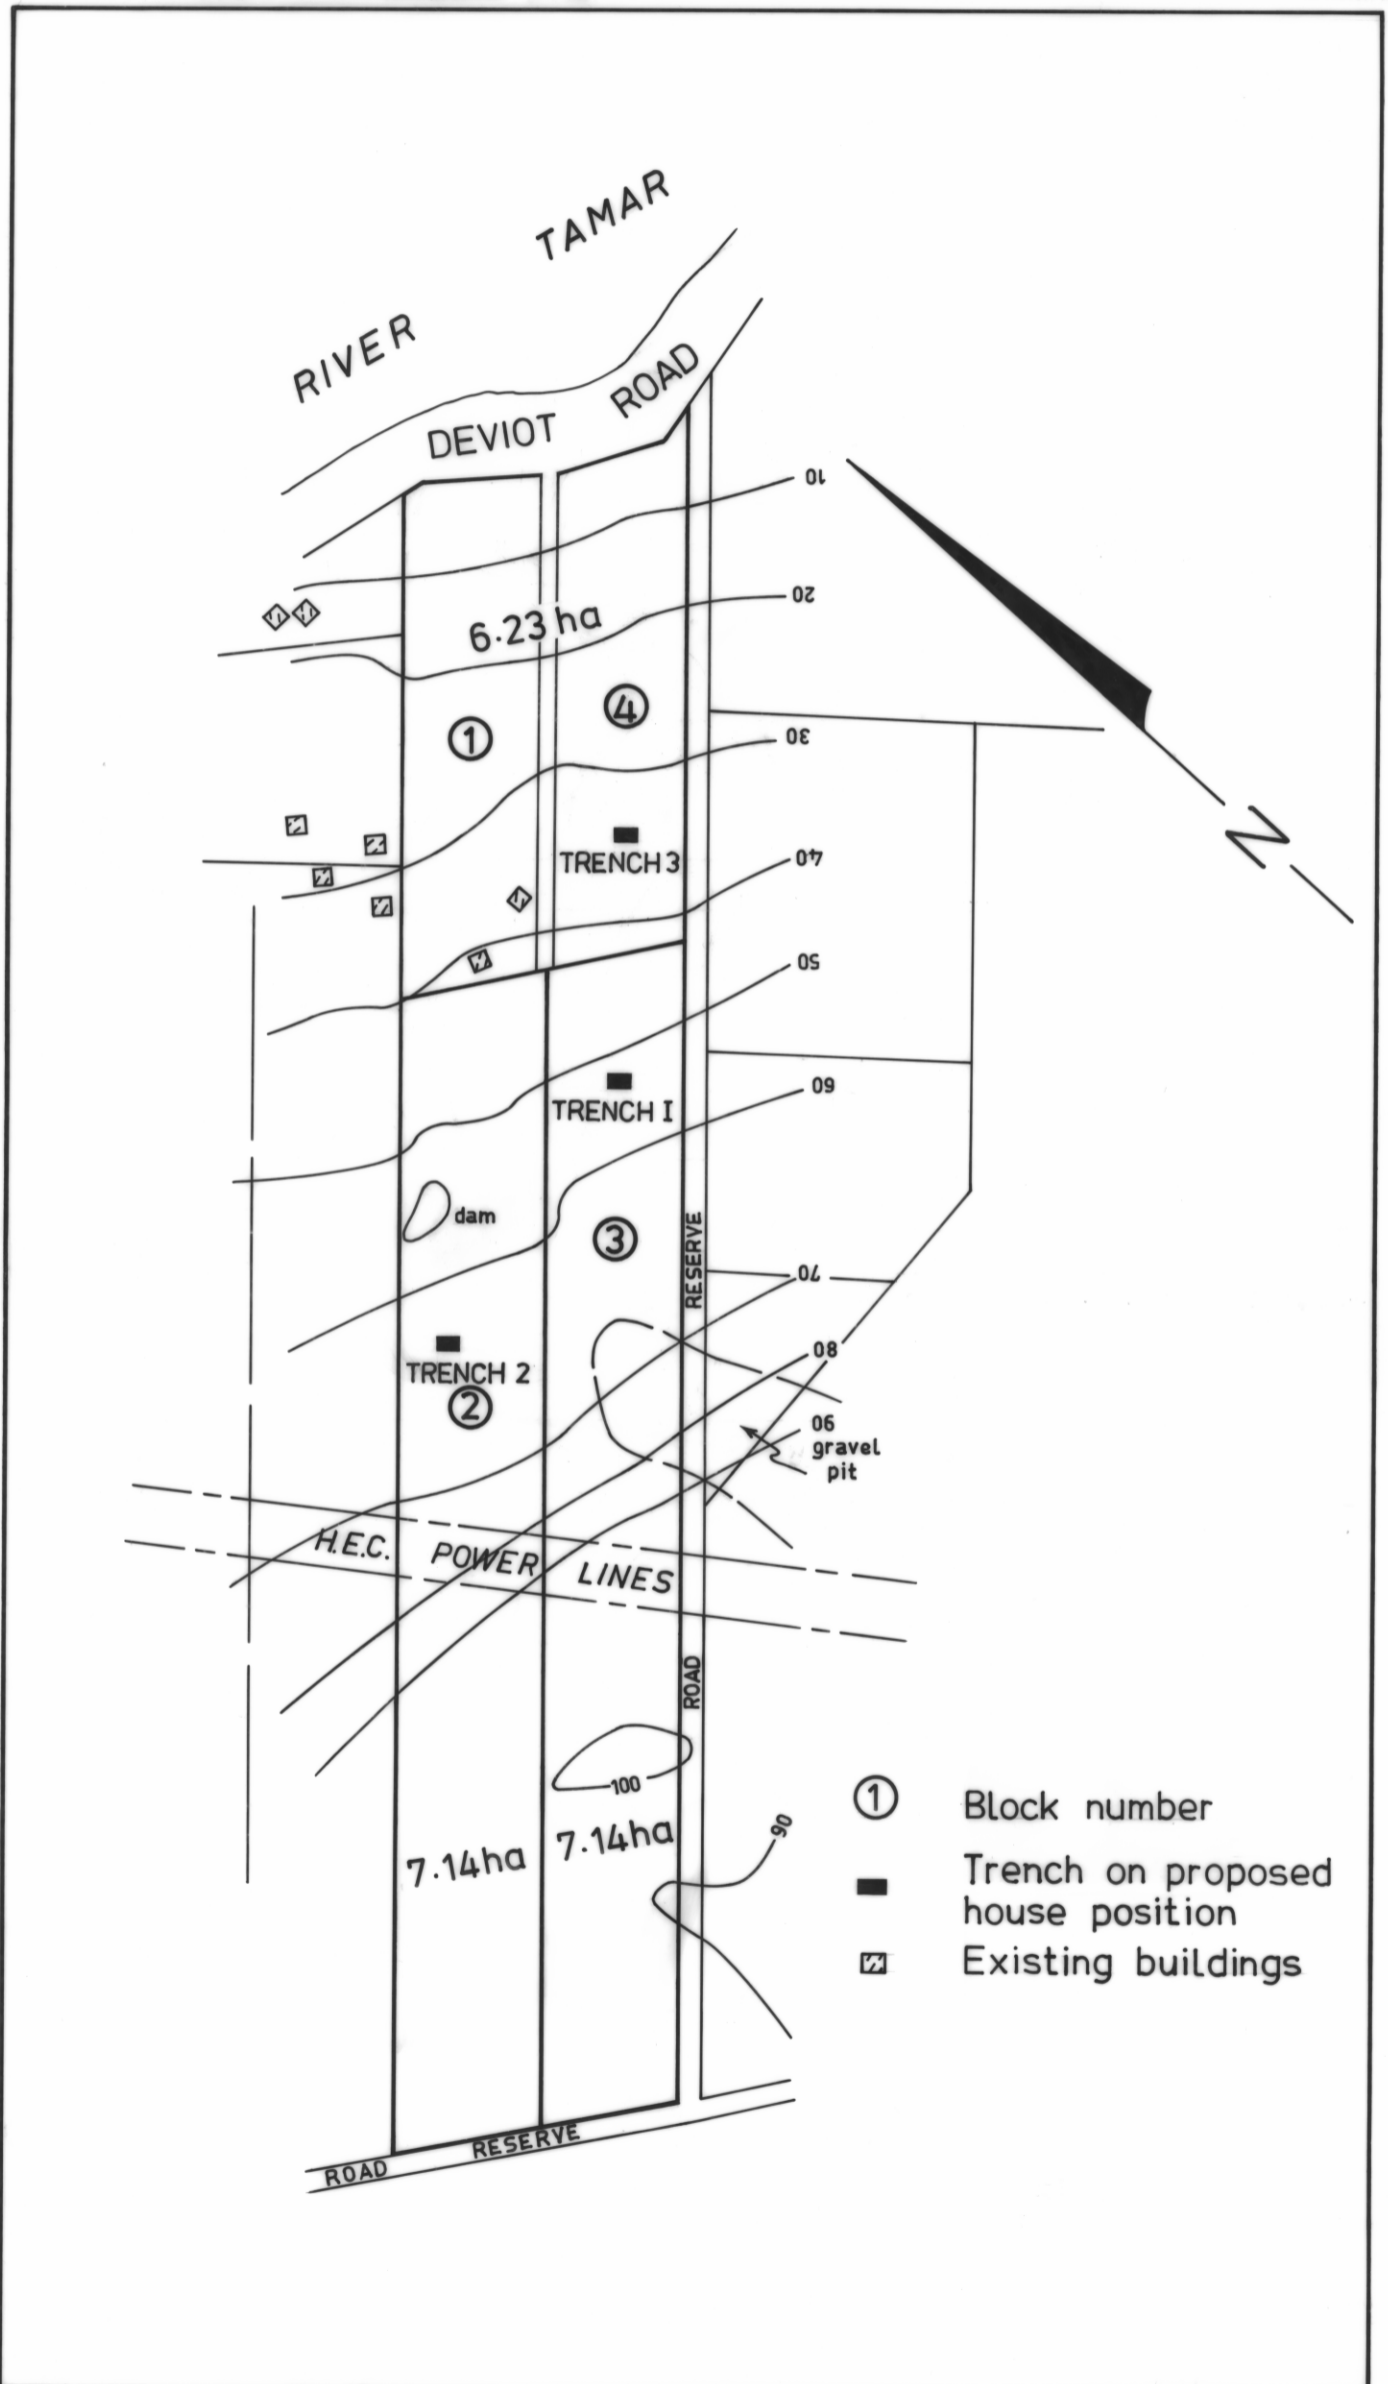 RIVER TAMAR
DEVIOT ROAD
10
20
6.23 ha
4
1
30
TRENCH 3
40
50
60
TRENCH I
dam
3
RESERVE
70
80
TRENCH 2
2
90
gravel
pit
H.E.C. POWER LINES
ROAD
100
7.14ha
7.14ha
90
ROAD RESERVE
N
1 Block number
Trench on proposed
house position
Existing buildings